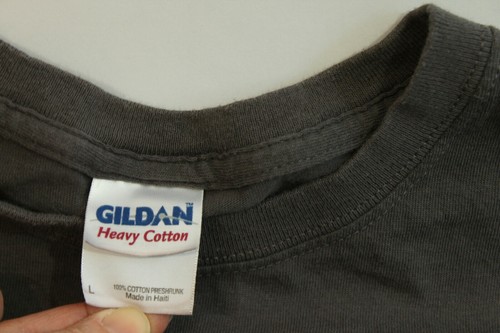 GILDAN™
Heavy Cotton
100% COTTON PRESHRUNK
L Made in Haiti